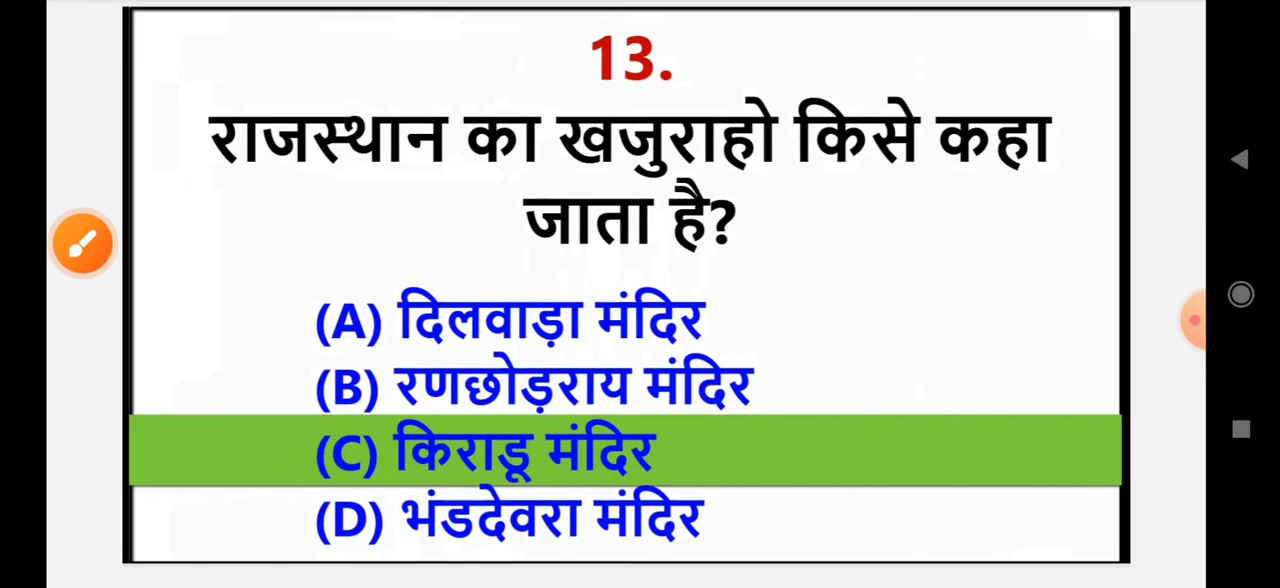 13.
राजस्थान का खजुराहो किसे कहा
जाता है?
(A) दिलवाड़ा मंदिर
(B) रणछोड़राय मंदिर
(C) किराडू मंदिर
(D) भंडदेवरा मंदिर